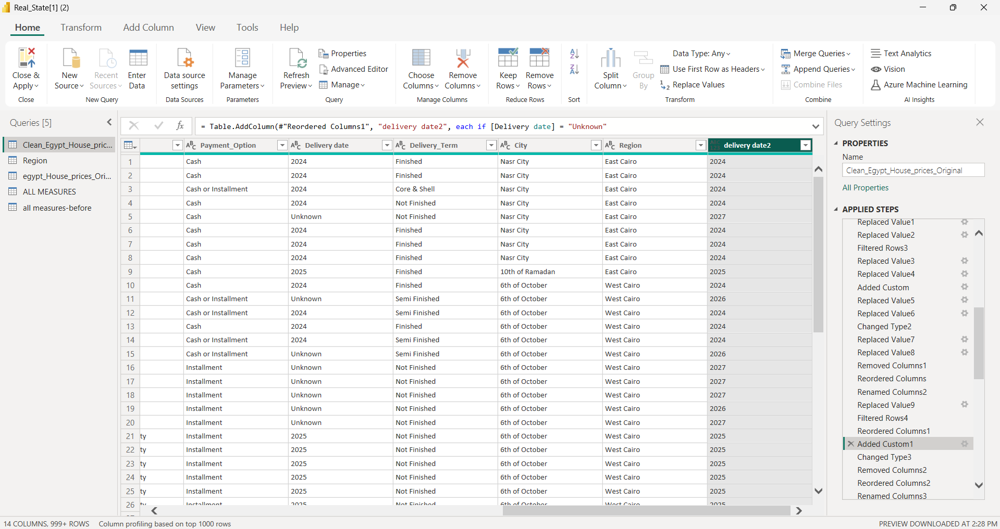 Real_State[1] (2)
Home Transform Add Column View Tools Help
Close & Apply
Close
New Source
Recent Sources
Enter Data
New Query
Data source settings
Data Sources
Manage Parameters
Parameters
Refresh Preview
Properties
Advanced Editor
Manage
Query
Choose Columns
Remove Columns
Manage Columns
Keep Rows
Remove Rows
Reduce Rows
Sort
Split Column
Group By
Data Type: Any
Use First Row as Headers
Replace Values
Transform
Merge Queries
Append Queries
Combine Files
Combine
Text Analytics
Vision
Azure Machine Learning
AI Insights
Queries [5]
Clean_Egypt_House_pric...
Region
egypt_House_prices_Ori...
ALL MEASURES
all measures-before
fx = Table.AddColumn(#"Reordered Columns1", "delivery date2", each if [Delivery date] = "Unknown"
ABC Payment_Option ABC Delivery date ABC Delivery_Term ABC City ABC Region ABC 123 delivery date2
1 Cash 2024 Finished Nasr City East Cairo 2024
2 Cash 2024 Finished Nasr City East Cairo 2024
3 Cash or Installment 2024 Core & Shell Nasr City East Cairo 2024
4 Cash 2024 Not Finished Nasr City East Cairo 2024
5 Cash Unknown Not Finished Nasr City East Cairo 2027
6 Cash 2024 Finished Nasr City East Cairo 2024
7 Cash 2024 Finished Nasr City East Cairo 2024
8 Cash 2024 Finished Nasr City East Cairo 2024
9 Cash 2025 Finished 10th of Ramadan East Cairo 2025
10 Cash 2024 Finished 6th of October West Cairo 2024
11 Cash or Installment Unknown Semi Finished 6th of October West Cairo 2026
12 Cash or Installment 2024 Semi Finished 6th of October West Cairo 2024
13 Cash 2024 Finished 6th of October West Cairo 2024
14 Cash or Installment 2024 Semi Finished 6th of October West Cairo 2024
15 Cash or Installment Unknown Semi Finished 6th of October West Cairo 2026
16 Installment Unknown Not Finished 6th of October West Cairo 2027
17 Installment Unknown Not Finished 6th of October West Cairo 2027
18 Installment Unknown Not Finished 6th of October West Cairo 2027
19 Installment Unknown Not Finished 6th of October West Cairo 2026
20 Installment Unknown Not Finished 6th of October West Cairo 2027
21 ty Installment 2025 Not Finished 6th of October West Cairo 2025
22 ty Installment 2025 Not Finished 6th of October West Cairo 2025
23 ty Installment 2025 Not Finished 6th of October West Cairo 2025
24 ty Installment 2025 Not Finished 6th of October West Cairo 2025
25 ty Installment 2025 Not Finished 6th of October West Cairo 2025
26 ty Installment 2025 Not Finished 6th of October West Cairo 2025
Query Settings
PROPERTIES
Name
Clean_Egypt_House_prices_Original
All Properties
APPLIED STEPS
Replaced Value1
Replaced Value2
Filtered Rows3
Replaced Value3
Replaced Value4
Added Custom
Replaced Value5
Replaced Value6
Changed Type2
Replaced Value7
Replaced Value8
Removed Columns1
Reordered Columns
Renamed Columns2
Replaced Value9
Filtered Rows4
Reordered Columns1
Added Custom1
Changed Type3
Removed Columns2
Reordered Columns2
Renamed Columns3
14 COLUMNS, 999+ ROWS Column profiling based on top 1000 rows
PREVIEW DOWNLOADED AT 2:28 PM